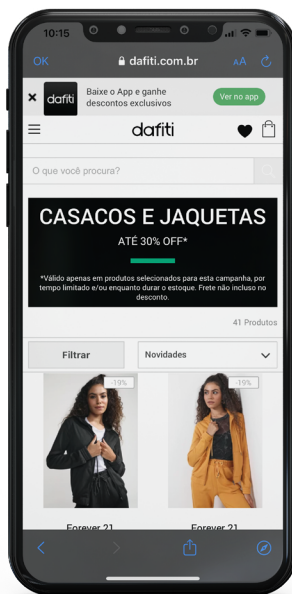 10:15
OK
dafiti.com.br
AA
dafiti
Baixe o App e ganhe
descontos exclusivos
Ver no app
dafiti
O que você procura?
CASACOS E JAQUETAS
ATÉ 30% OFF*
*Válido apenas em produtos selecionados para esta campanha, por
tempo limitado e/ou enquanto durar o estoque. Frete não incluso no
desconto.
41 Produtos
Filtrar
Novidades
-19%
-19%
Forever 21
Forever 21